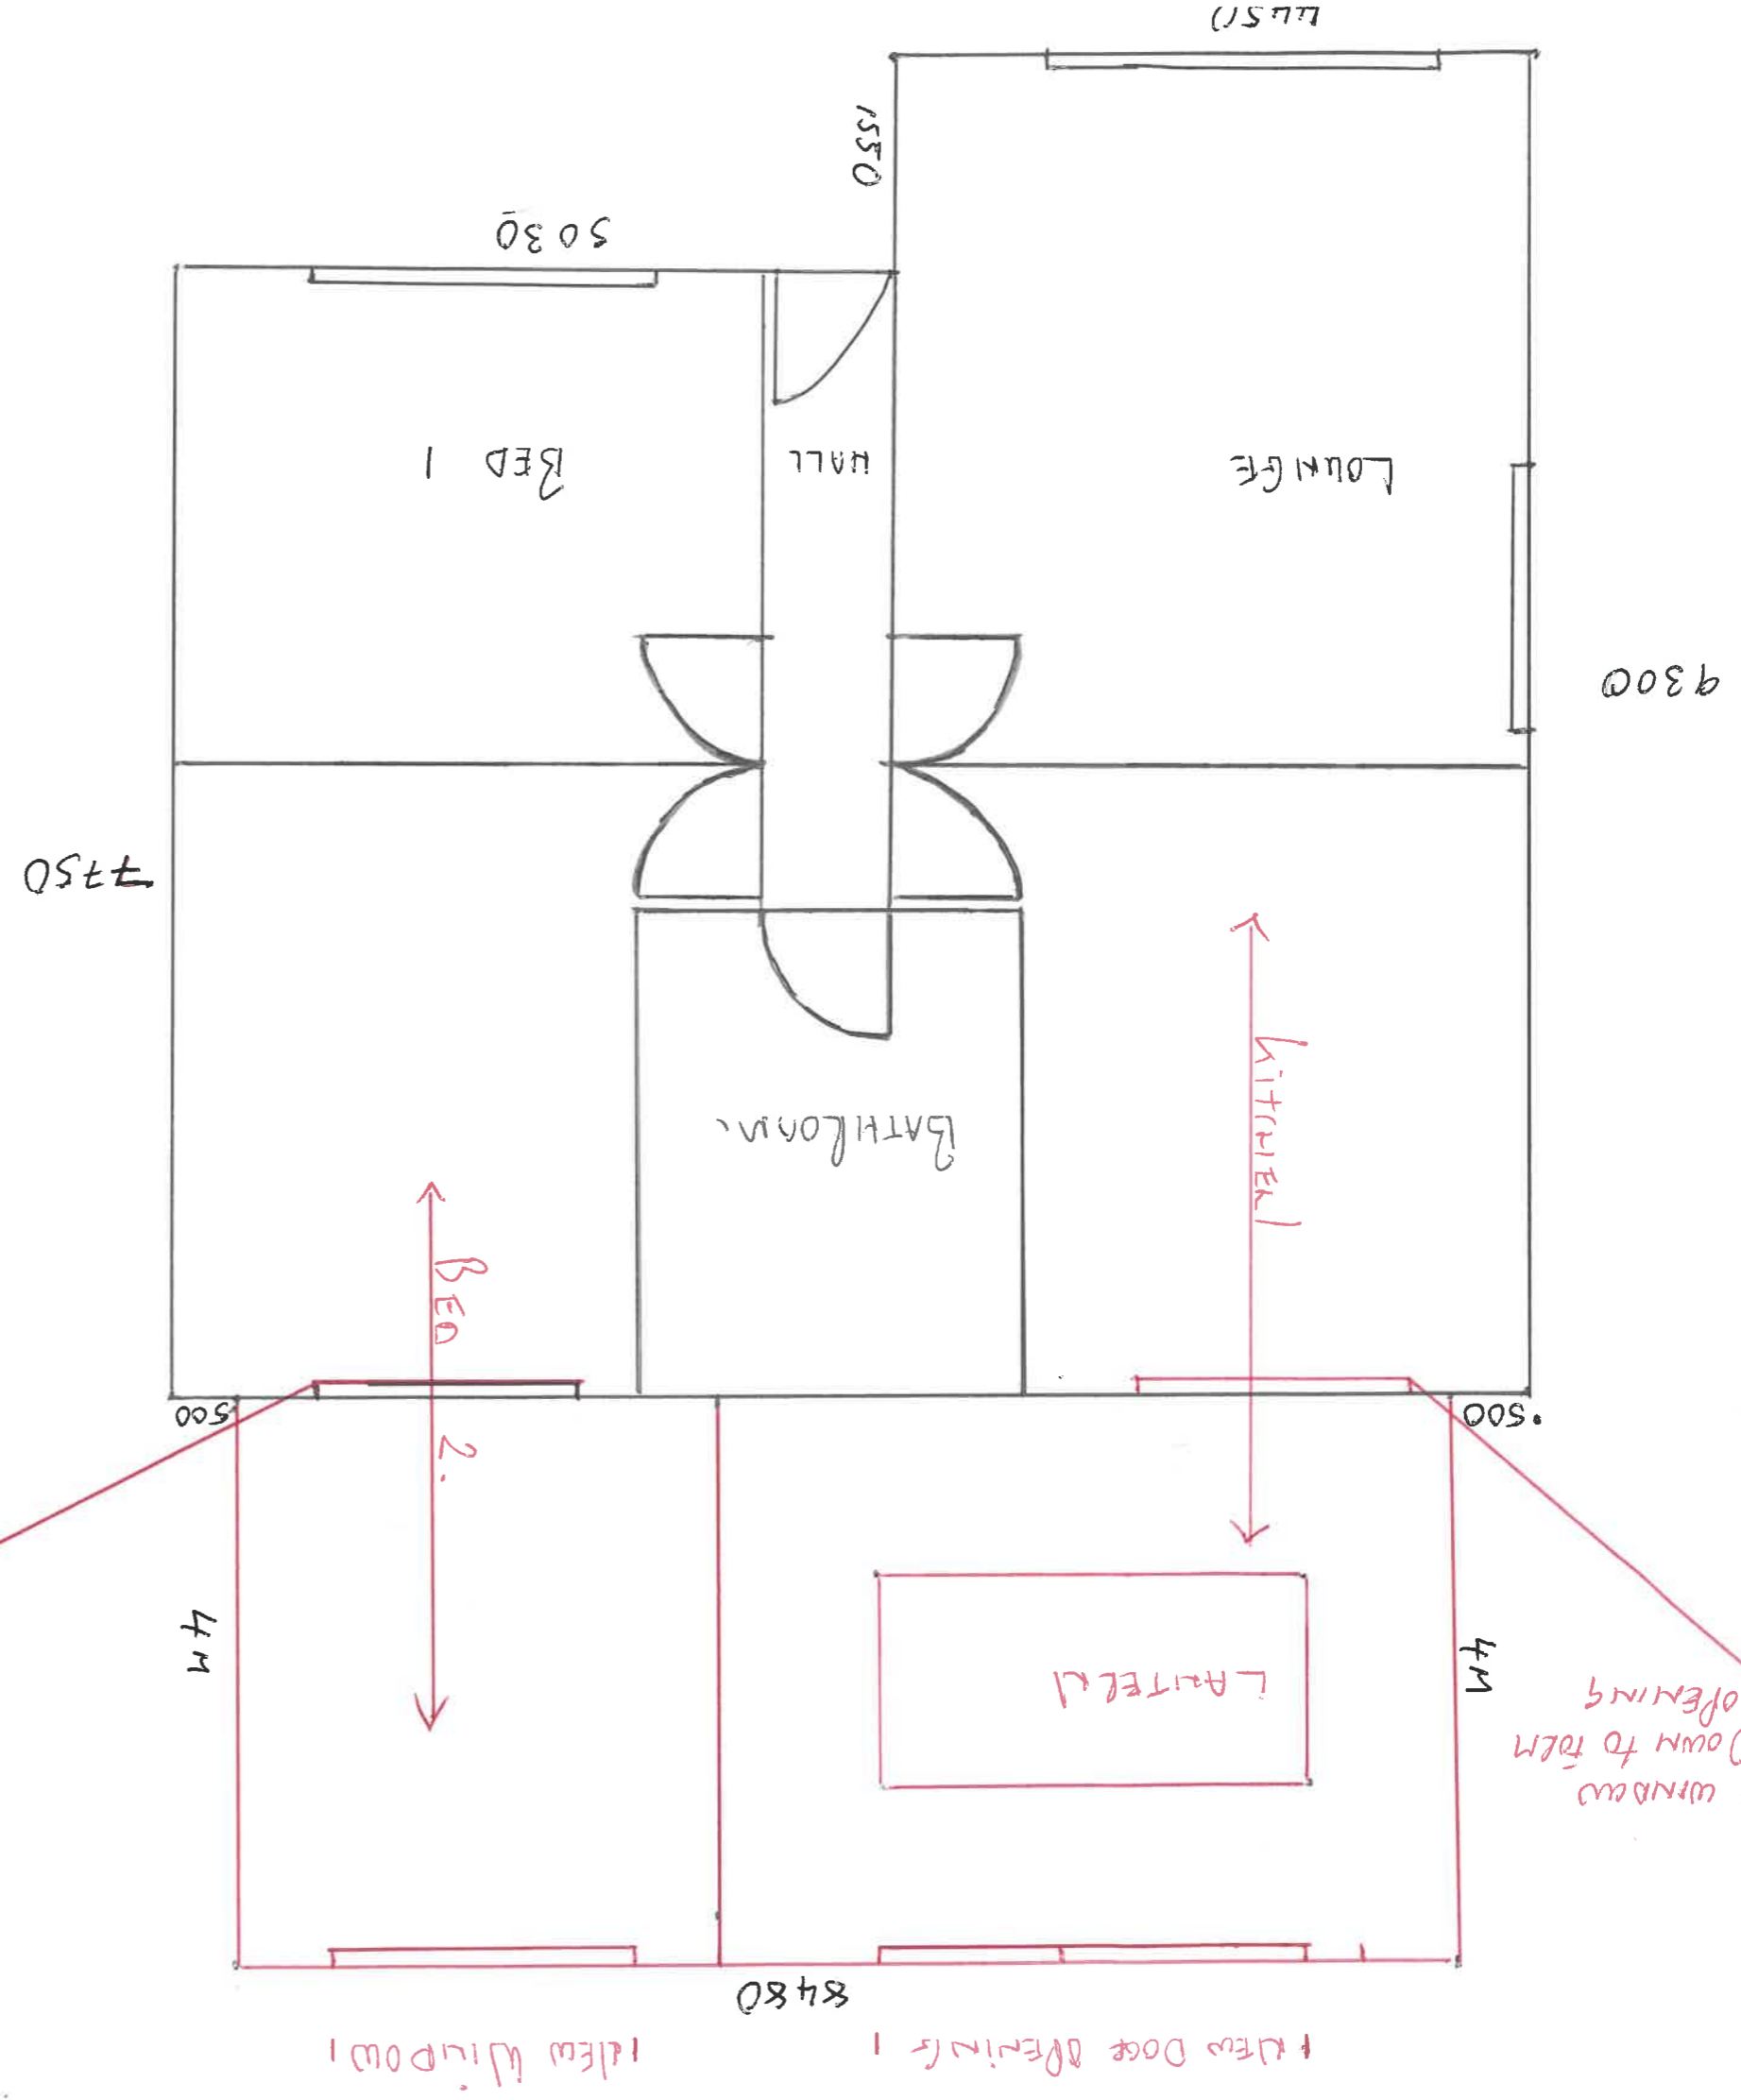 NEW DOOR OPENING
NEW WINDOW
8480
WINDOW
DOWN TO FORM
OPENING
4M
LANTERN
4M
500
500
BED 2.
KITCHEN
BATHROOM
7750
9300
LOUNGE
HALL
BED 1
5030
1550
4450